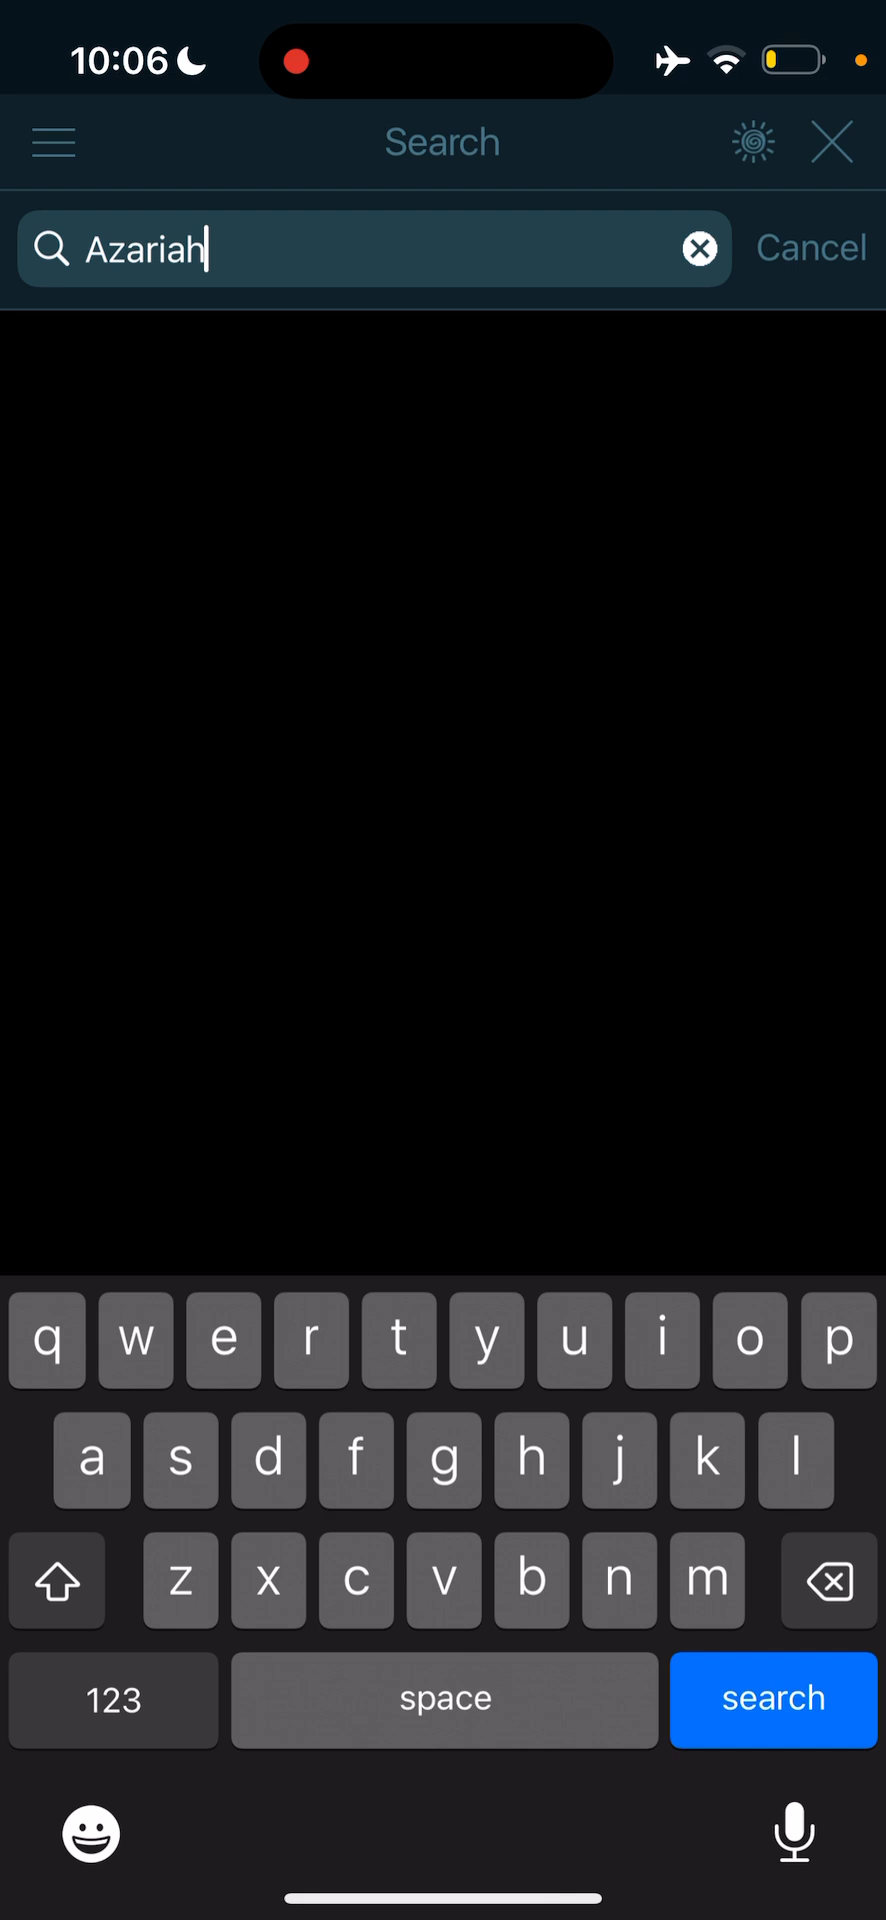 10:06
Search
Azariah
Cancel
q w e r t y u i o p
a s d f g h j k l
z x c v b n m
123 space search